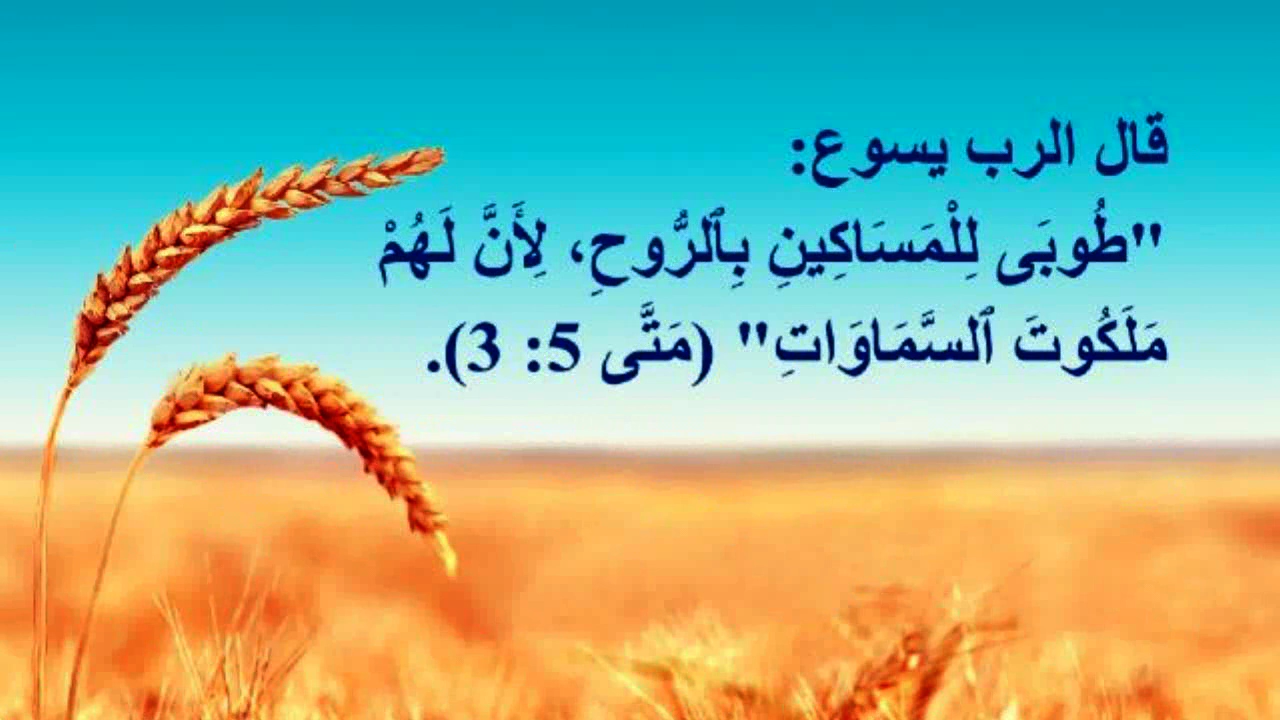 قال الرب يسوع:
"طُوبَى لِلْمَسَاكِينِ بِٱلرُّوحِ، لِأَنَّ لَهُمْ
مَلَكُوتَ ٱلسَّمَاوَاتِ" (مَتَّى 5: 3).